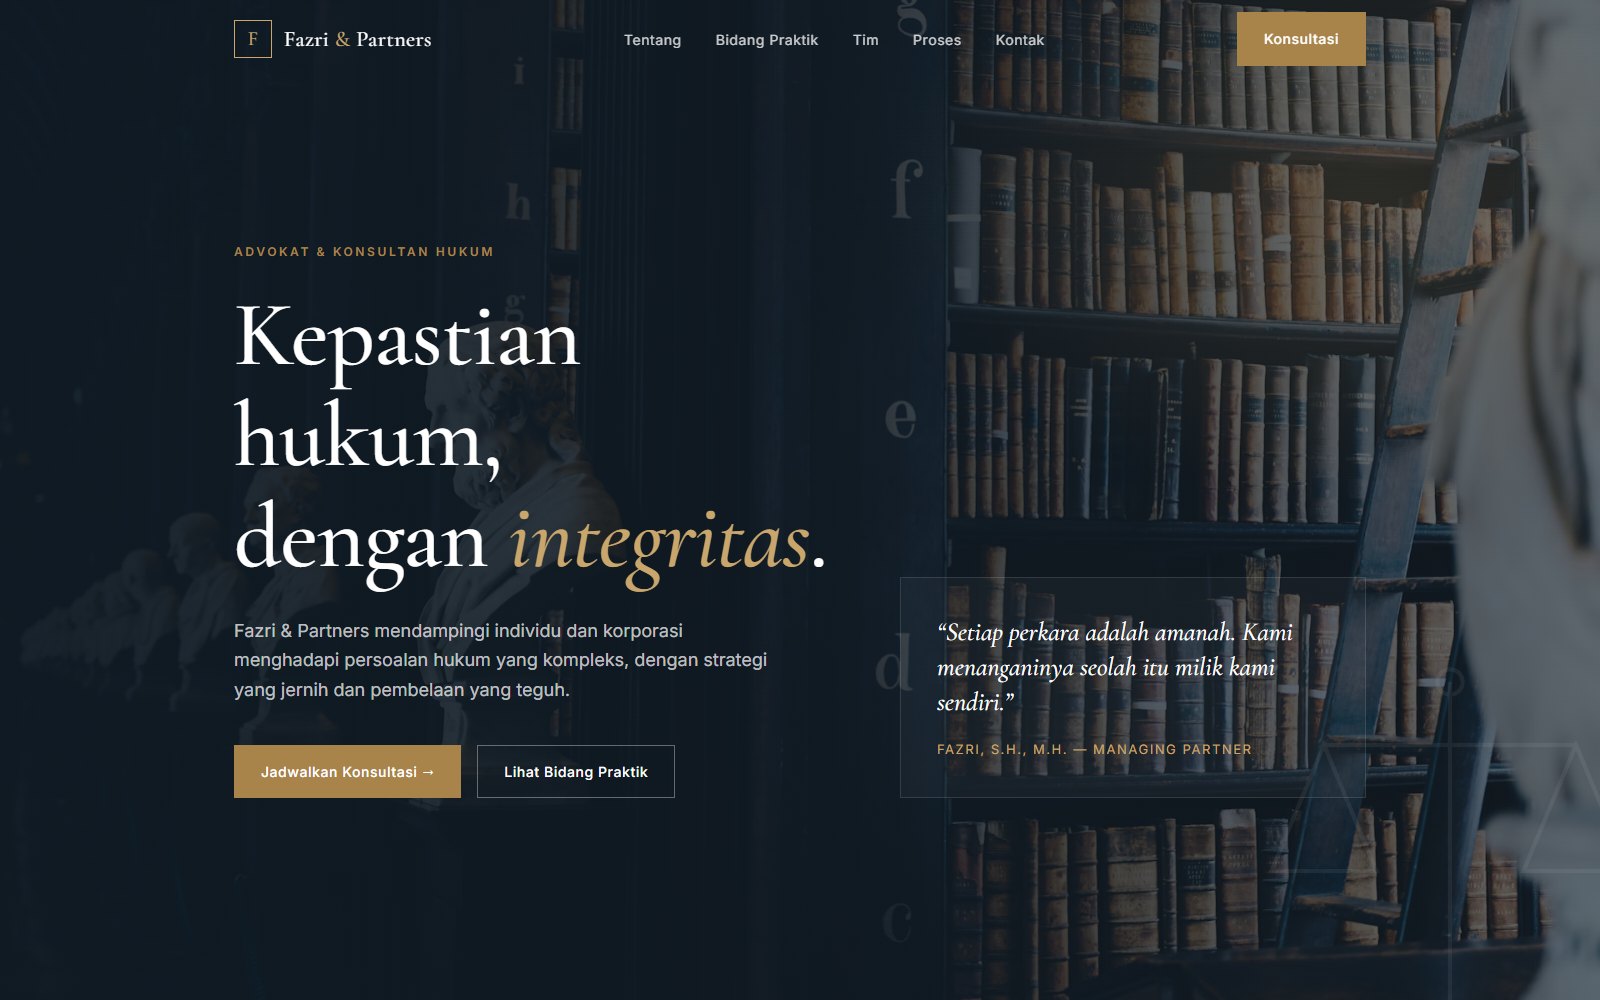 F
Fazri & Partners
Tentang
Bidang Praktik
Tim
Proses
Kontak
Konsultasi
i
h
g
g
f
e
d
c
ADVOKAT & KONSULTAN HUKUM
Kepastian
hukum,
dengan integritas.
Fazri & Partners mendampingi individu dan korporasi
menghadapi persoalan hukum yang kompleks, dengan strategi
yang jernih dan pembelaan yang teguh.
Jadwalkan Konsultasi →
Lihat Bidang Praktik
“Setiap perkara adalah amanah. Kami
menanganinya seolah itu milik kami
sendiri.”
FAZRI, S.H., M.H. — MANAGING PARTNER